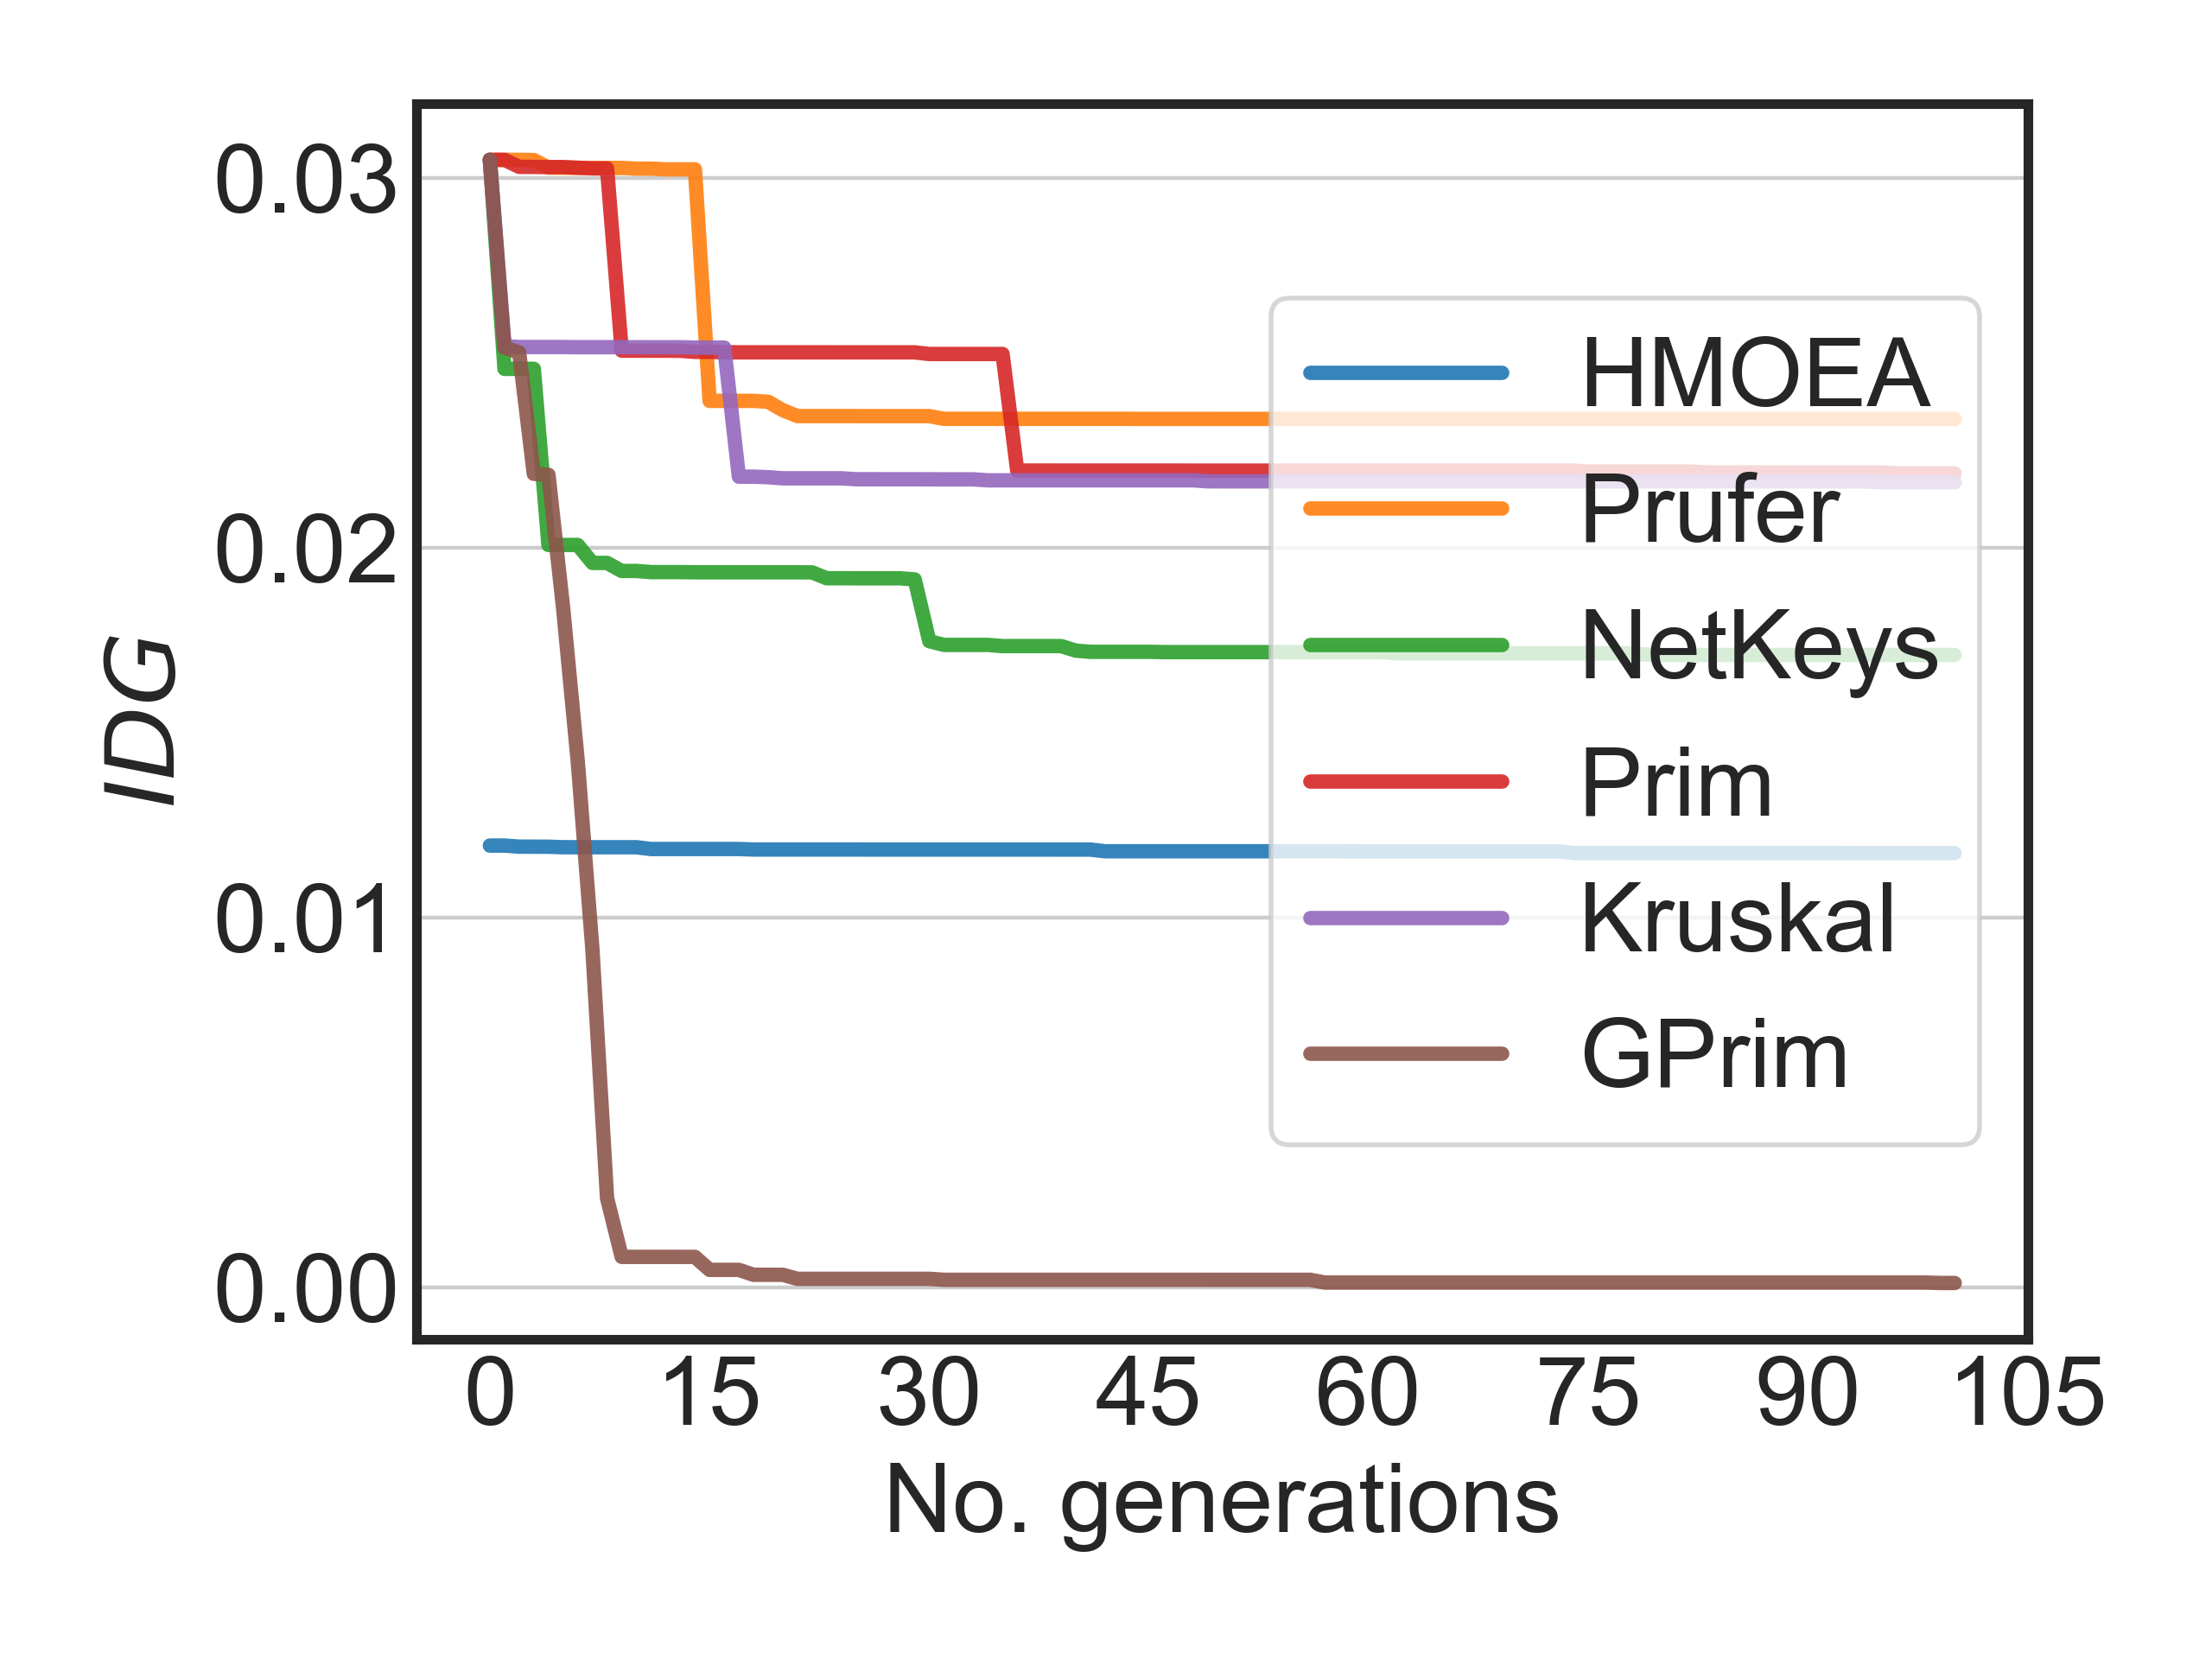 0.03
0.02
0.01
0.00
IDG
0 15 30 45 60 75 90 105
No. generations
HMOEA
Prufer
NetKeys
Prim
Kruskal
GPrim